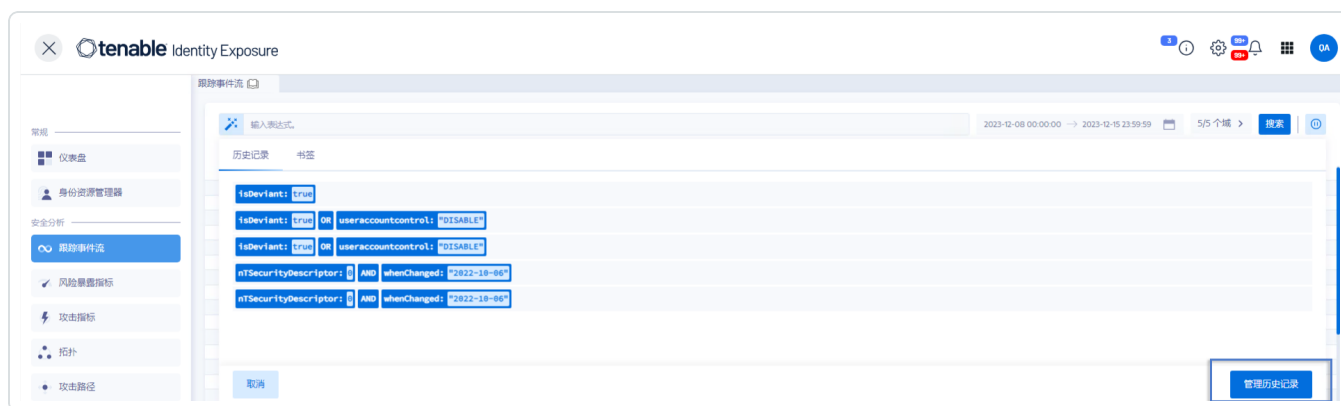 tenable Identity Exposure
3
99+
99+
QA
跟踪事件流
常规
仪表盘
身份资源管理器
安全分析
跟踪事件流
风险暴露指标
攻击指标
拓扑
攻击路径
输入表达式。
2023-12-08 00:00:00 → 2023-12-15 23:59:59
5/5 个域 >
搜索
历史记录 书签
isDeviant: true
isDeviant: true OR useraccountcontrol: "DISABLE"
isDeviant: true OR useraccountcontrol: "DISABLE"
nTSecurityDescriptor: 0 AND whenChanged: "2022-10-06"
nTSecurityDescriptor: 0 AND whenChanged: "2022-10-06"
取消
管理历史记录